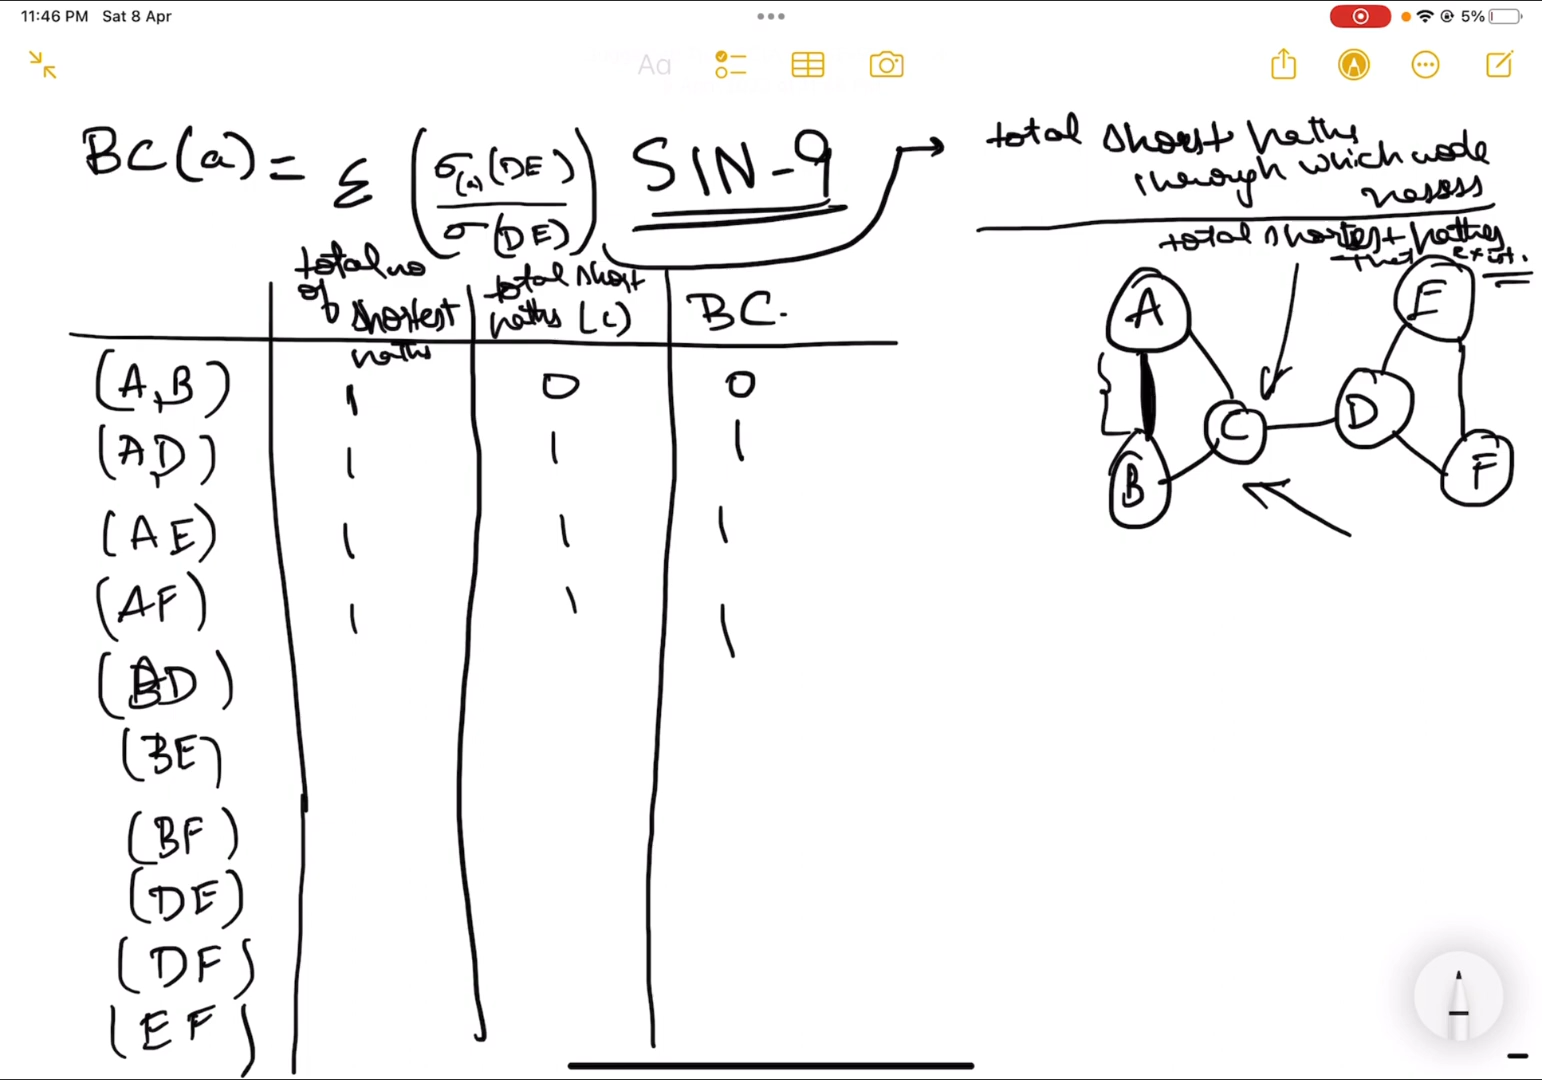 11:46 PM Sat 8 Apr
5%
Aa
BC(a) = Σ (σ(a)(DE) / σ(DE)) SIN-9
total short paths
through which node
passes
total shortest paths
that exist.
total no of shortest paths
total short paths (c)
BC.
(A,B) 1 0 0
(AD) 1 1 1
(AE) 1 1 1
(AF) 1 1 1
(BD)
(BE)
(BF)
(DE)
(DF)
(EF)
A E
C D
B F